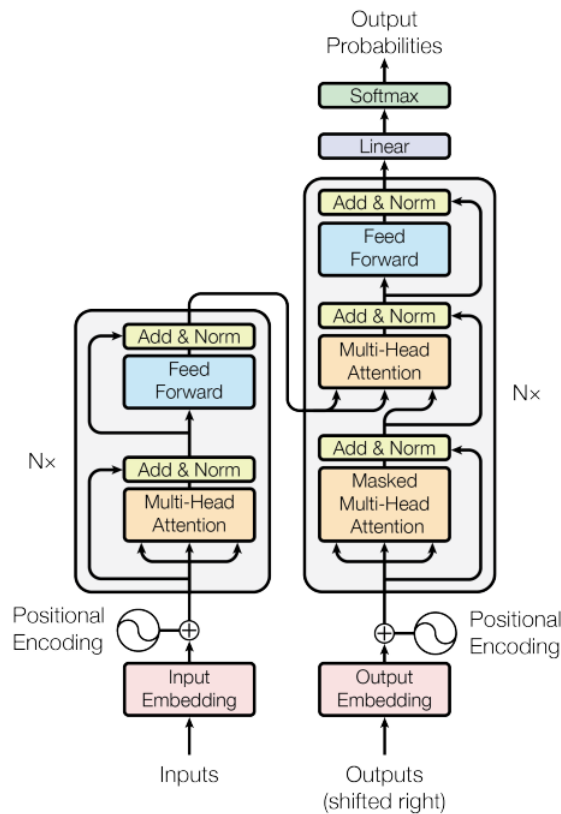 Output
Probabilities
Softmax
Linear
Add & Norm
Feed
Forward
Add & Norm
Multi-Head
Attention
Add & Norm
Masked
Multi-Head
Attention
N×
Add & Norm
Feed
Forward
Add & Norm
Multi-Head
Attention
N×
Positional
Encoding
Positional
Encoding
Input
Embedding
Output
Embedding
Inputs
Outputs
(shifted right)